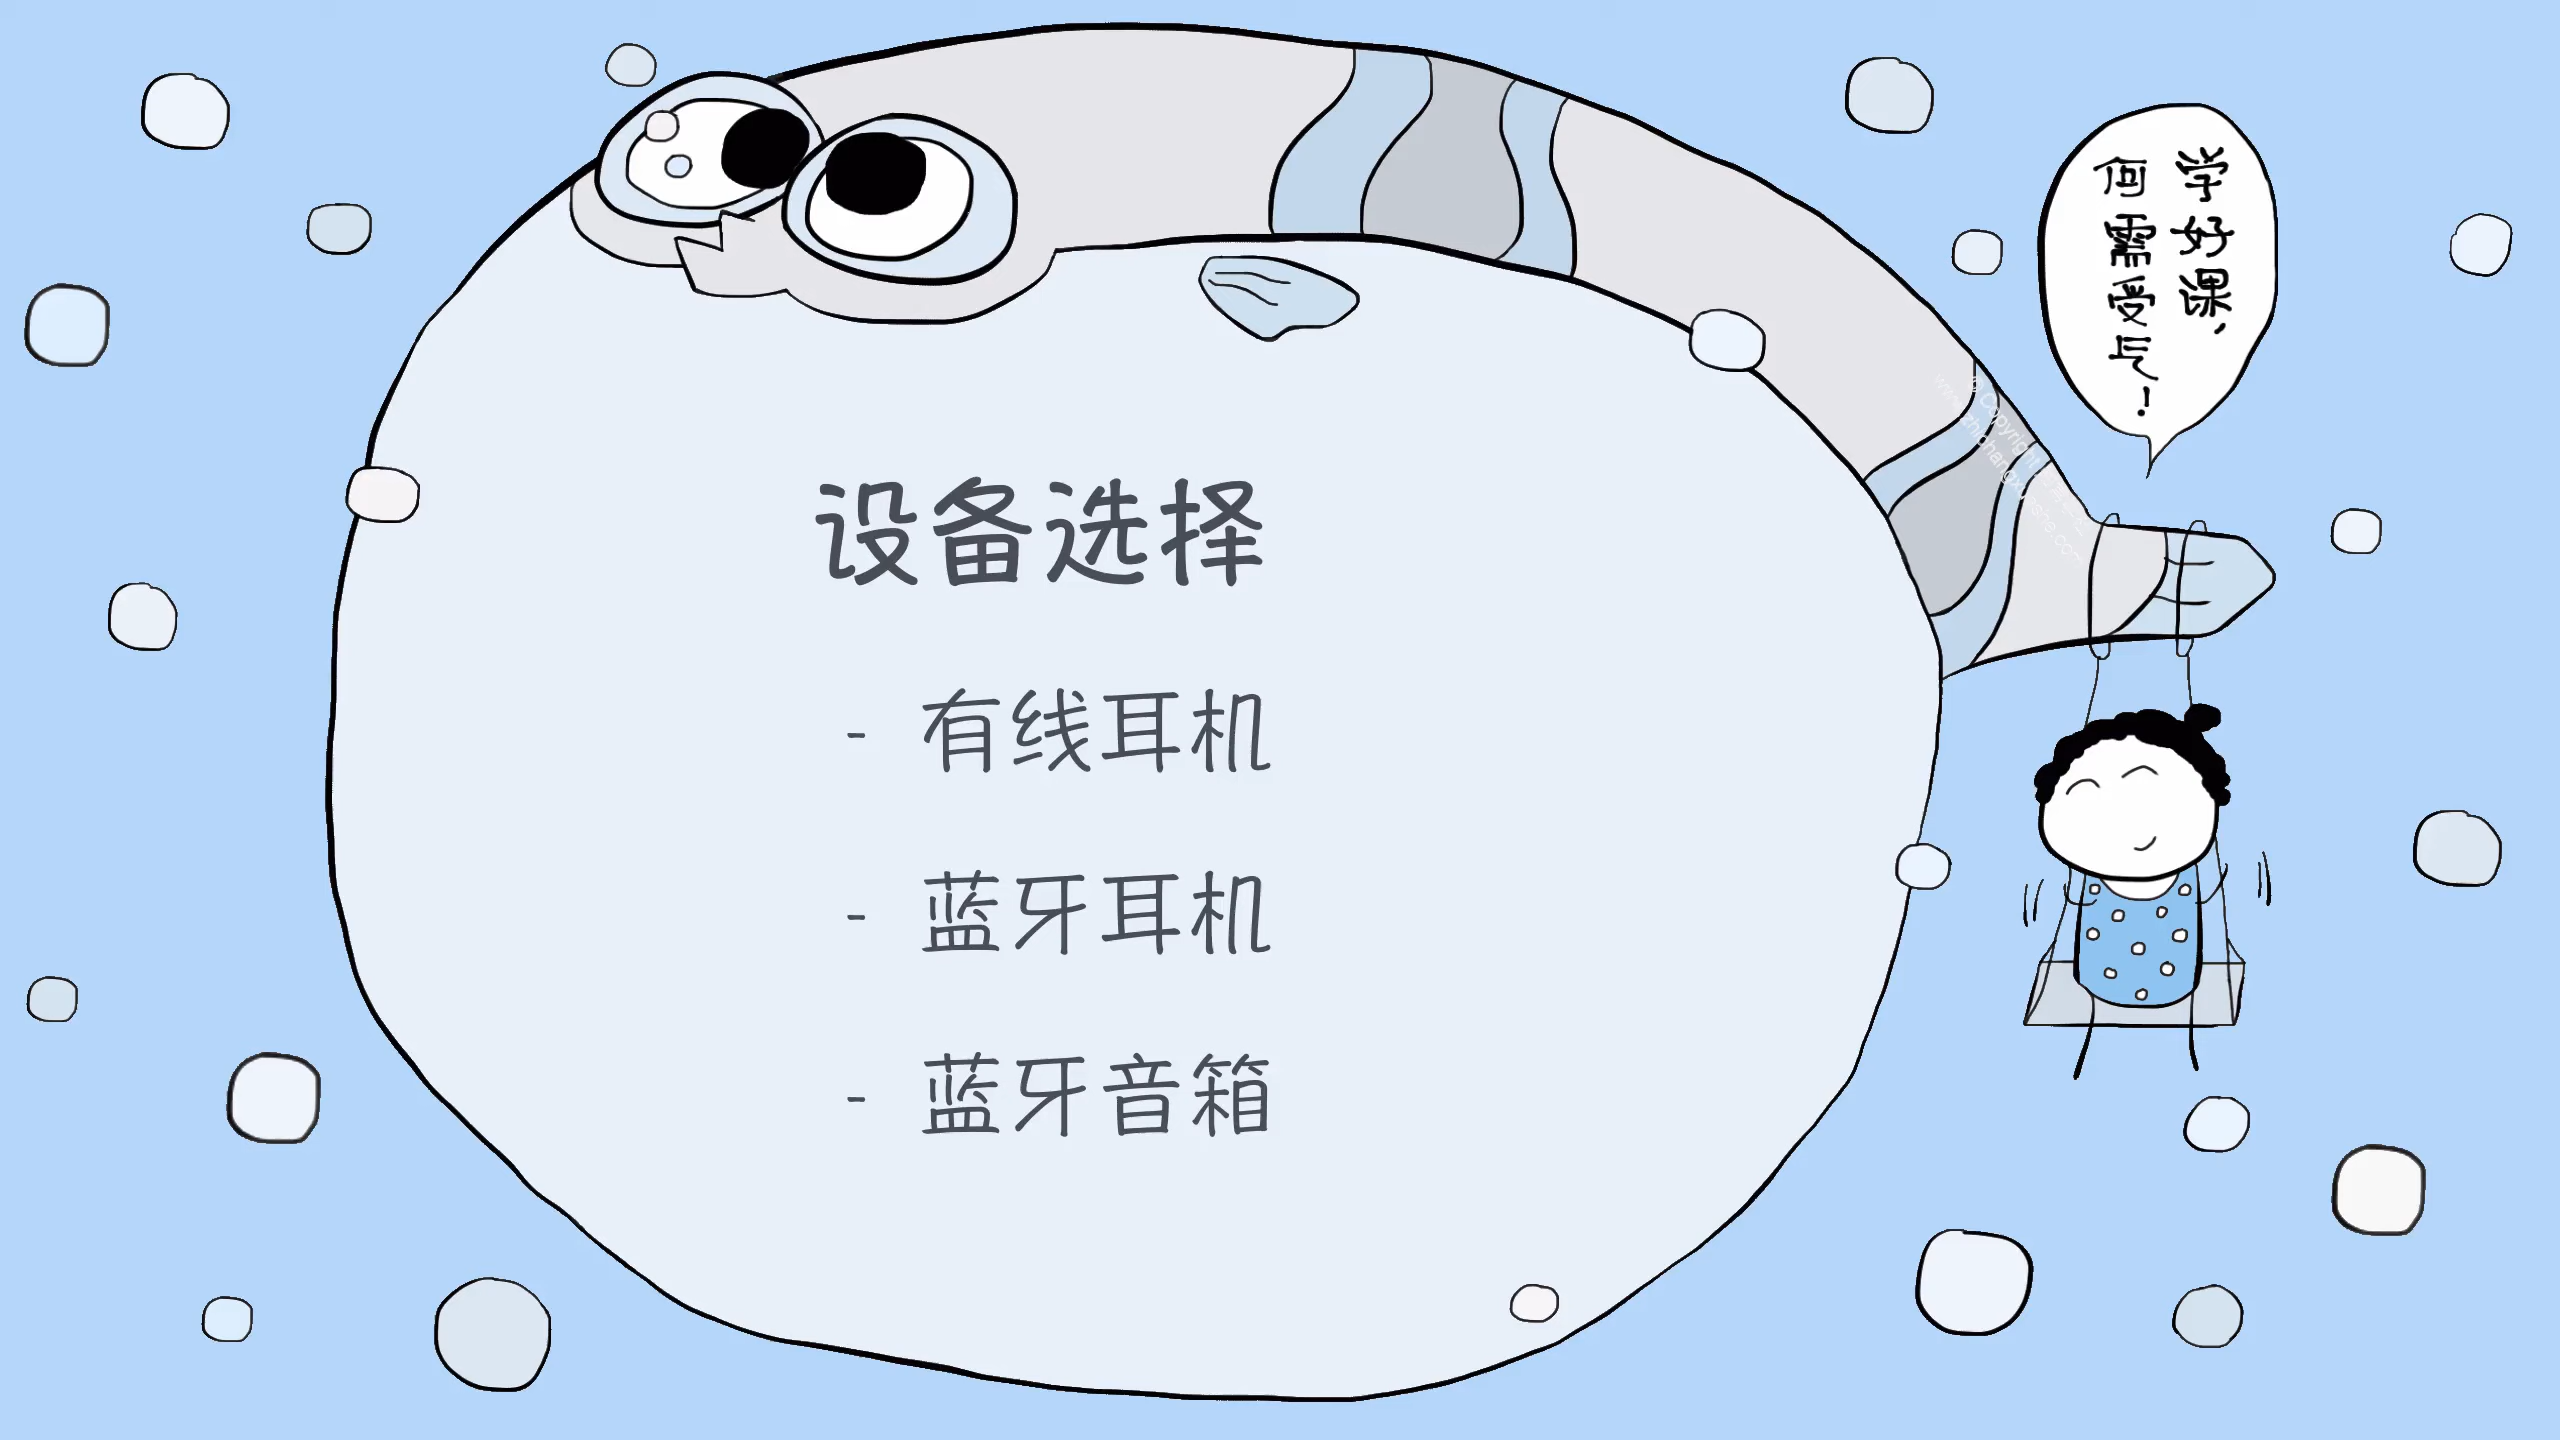 设备选择
- 有线耳机
- 蓝牙耳机
- 蓝牙音箱
学好课，
何需受气！